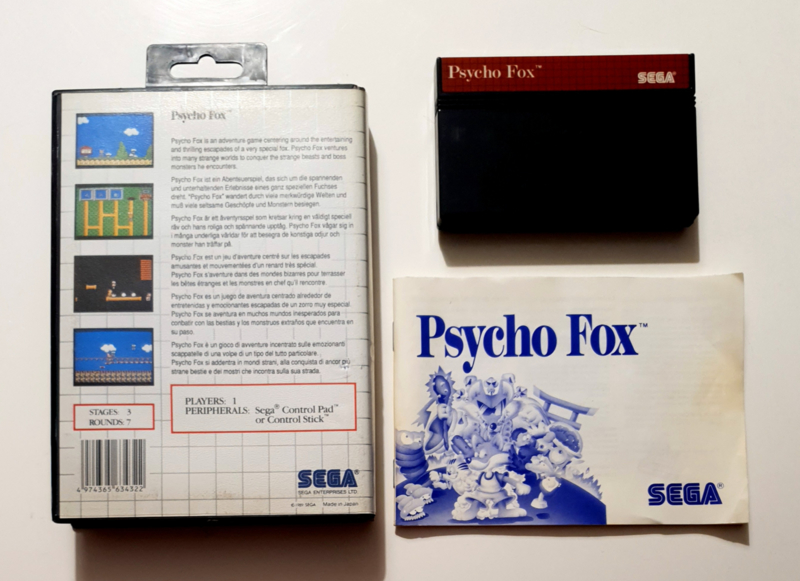 Psycho Fox™
Psycho Fox is an adventure game centering around the entertaining
and thrilling escapades of a very special fox. Psycho Fox ventures
into many strange worlds to conquer the strange beasts and boss
monsters he encounters.
Psycho Fox ist ein Abenteuerspiel, das sich um die spannenden
und unterhaltenden Erlebnisse eines ganz speziellen Fuchses
dreht. "Psycho Fox" wandert durch viele merkwürdige Welten und
muß viele seltsame Geschöpfe und Monstern besiegen.
Psycho Fox är ett äventyrsspel som kretsar kring en väldigt speciell
räv och hans roliga och spännande upptåg. Psycho Fox vågar sig in
i många underliga världar för att besegra de konstiga odjur och
monster han träffar på.
Psycho Fox est un jeu d'aventure centré sur les escapades
amusantes et mouvementées d'un renard très spécial.
Psycho Fox s'aventure dans des mondes bizarres pour terrasser
les bêtes étranges et les monstres en chef qu'il rencontre.
Psycho Fox es un juego de aventura centrado alrededor de
entretenidas y emocionantes escapadas de un zorro muy especial.
Psycho Fox se aventura en muchos mundos inesperados para
combatir con las bestias y los monstruos extraños que encuentra en
su paso.
Psycho Fox è un gioco di avventura incentrato sulle emozionanti
scappatelle di una volpe di un tipo del tutto particolare.
Psycho Fox si addentra in mondi strani, alla conquista di ancor più
strane bestie e dei mostri che incontra sulla sua strada.
STAGES: 3
ROUNDS: 7
PLAYERS: 1
PERIPHERALS: Sega® Control Pad™
or Control Stick™
4 974365 634322
SEGA®
SEGA ENTERPRISES LTD.
© 1991 SEGA Made in Japan
Psycho Fox™
SEGA®
Psycho Fox™
SEGA®